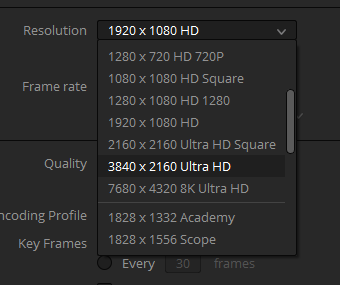 Resolution 1920 x 1080 HD
1280 x 720 HD 720P
1080 x 1080 HD Square
Frame rate
1280 x 1080 HD 1280
1920 x 1080 HD
2160 x 2160 Ultra HD Square
Quality 3840 x 2160 Ultra HD
7680 x 4320 8K Ultra HD
ncoding Profile 1828 x 1332 Academy
Key Frames 1828 x 1556 Scope
Every 30 frames